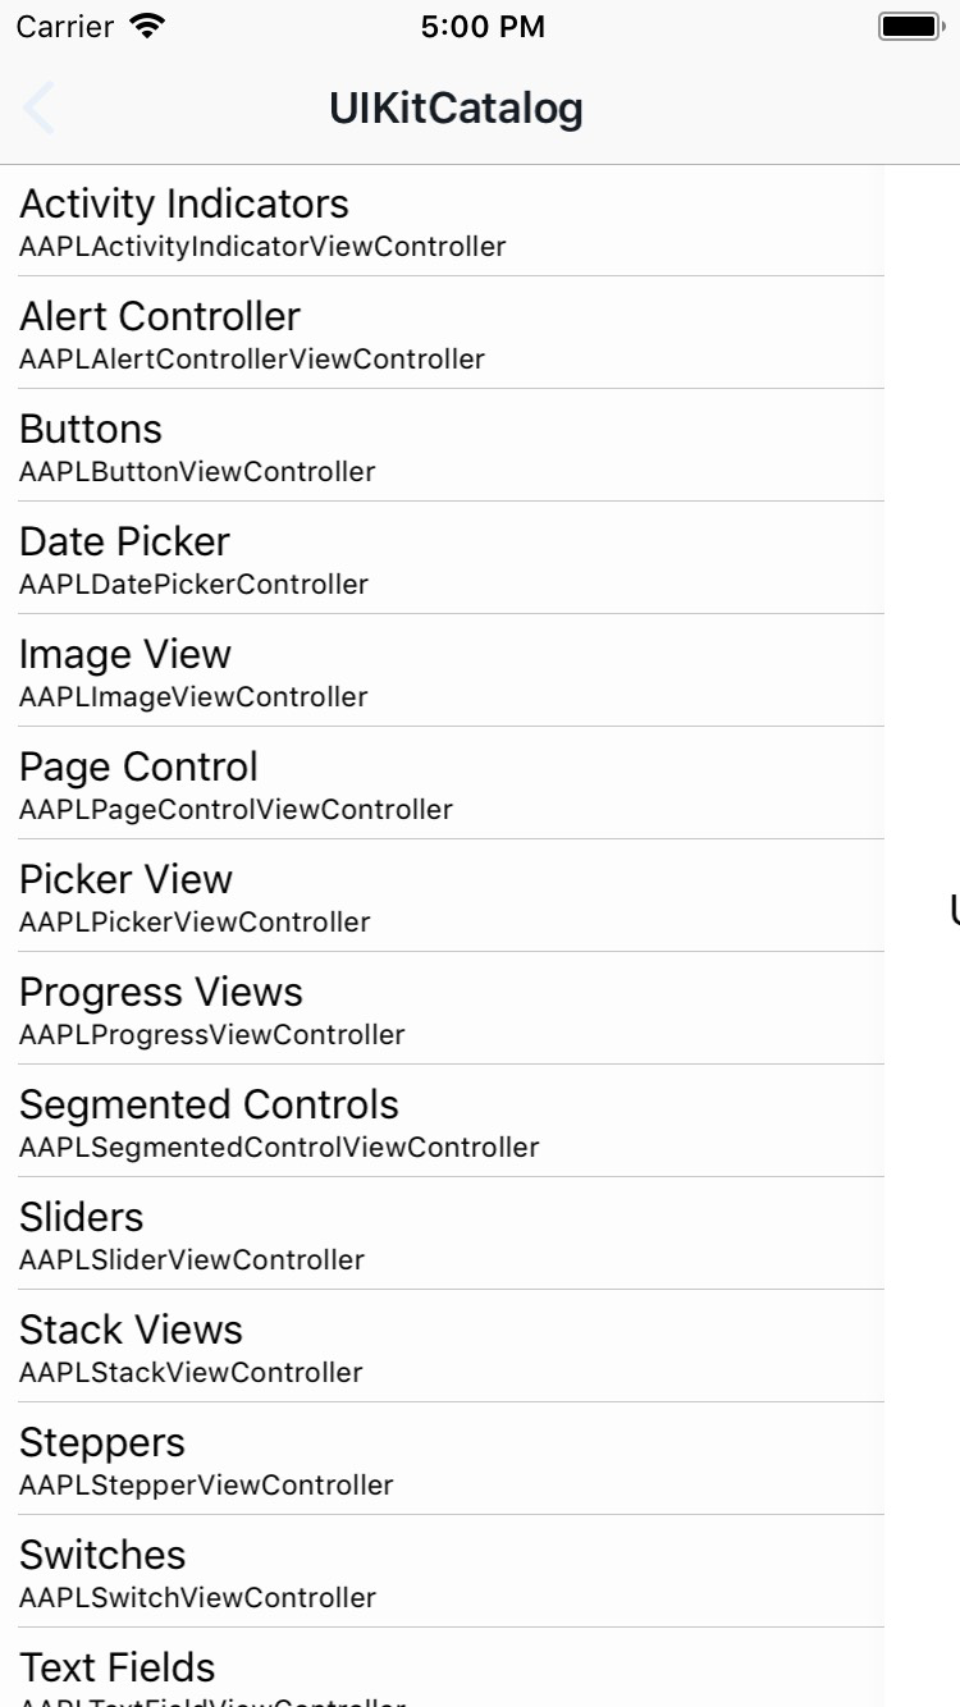 Carrier 5:00 PM
UIKitCatalog
Activity Indicators
AAPLActivityIndicatorViewController
Alert Controller
AAPLAlertControllerViewController
Buttons
AAPLButtonViewController
Date Picker
AAPLDatePickerController
Image View
AAPLImageViewController
Page Control
AAPLPageControlViewController
Picker View
AAPLPickerViewController
Progress Views
AAPLProgressViewController
Segmented Controls
AAPLSegmentedControlViewController
Sliders
AAPLSliderViewController
Stack Views
AAPLStackViewController
Steppers
AAPLStepperViewController
Switches
AAPLSwitchViewController
Text Fields
AAPLTextFieldViewController